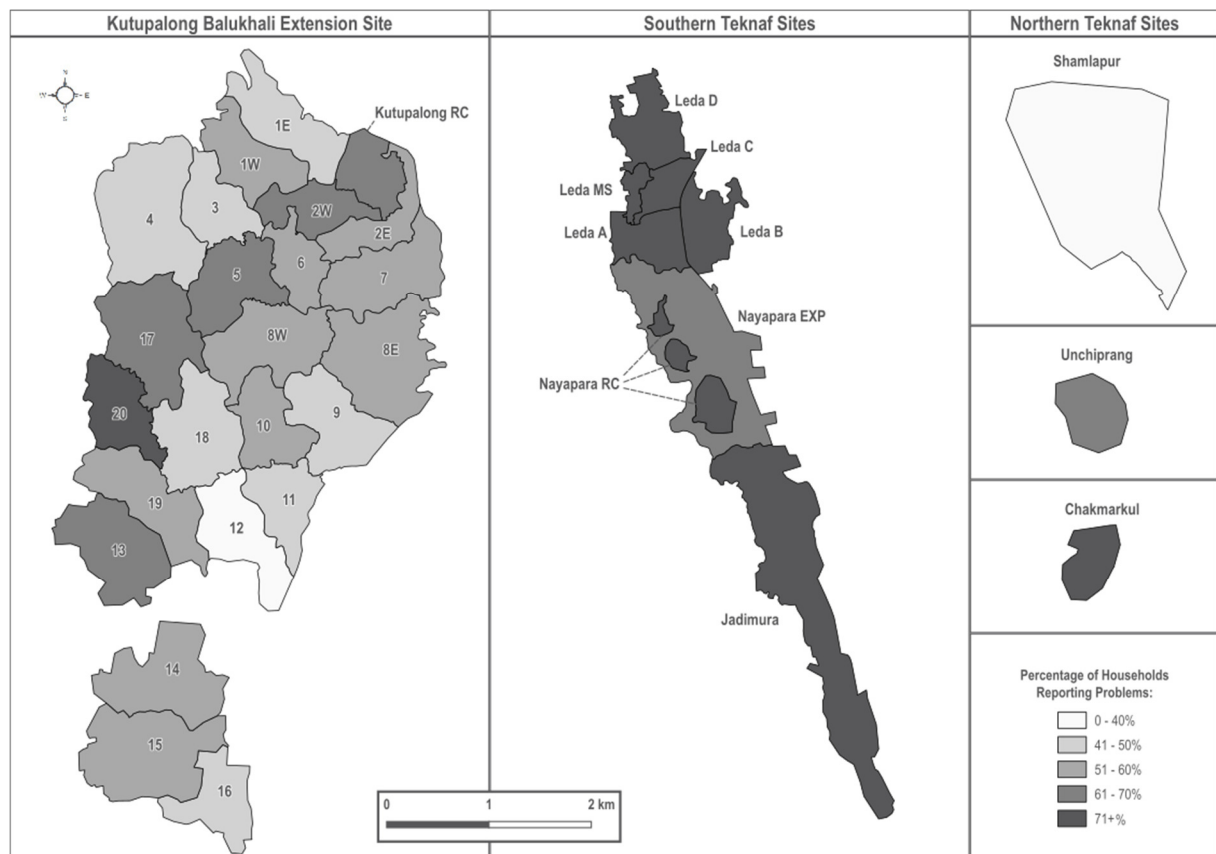 Kutupalong Balukhali Extension Site
Southern Teknaf Sites
Northern Teknaf Sites
N
W E
S
1E
Kutupalong RC
1W
4
3
2W
2E
5
6
7
17
8W
8E
20
18
10
9
19
12
11
13
14
15
16
Leda D
Leda C
Leda MS
Leda A
Leda B
Nayapara EXP
Nayapara RC
Jadimura
0 1 2 km
Shamlapur
Unchiprang
Chakmarkul
Percentage of Households
Reporting Problems:
0 - 40%
41 - 50%
51 - 60%
61 - 70%
71+%